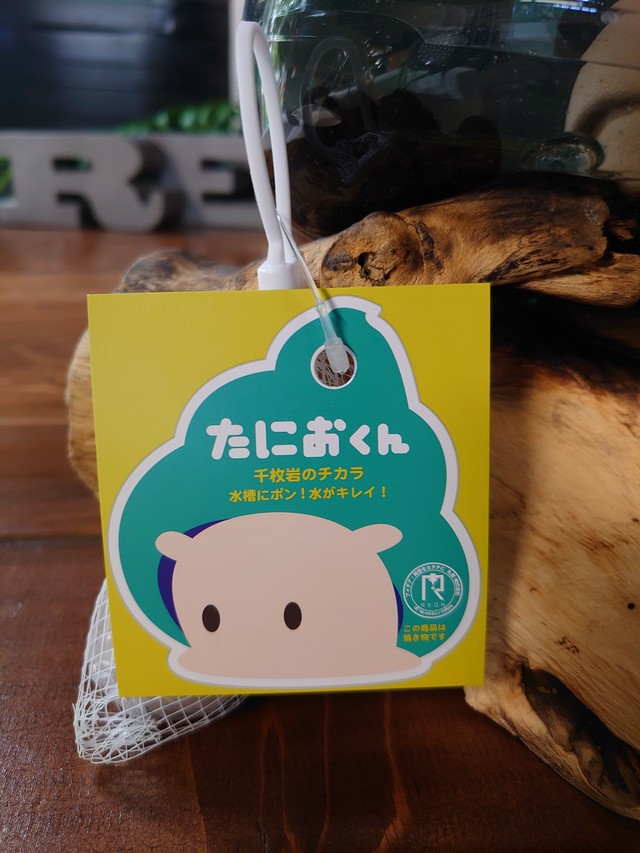 RE
たにおくん
千枚岩のチカラ
水槽にポン！水がキレイ！
この商品は
焼き物です